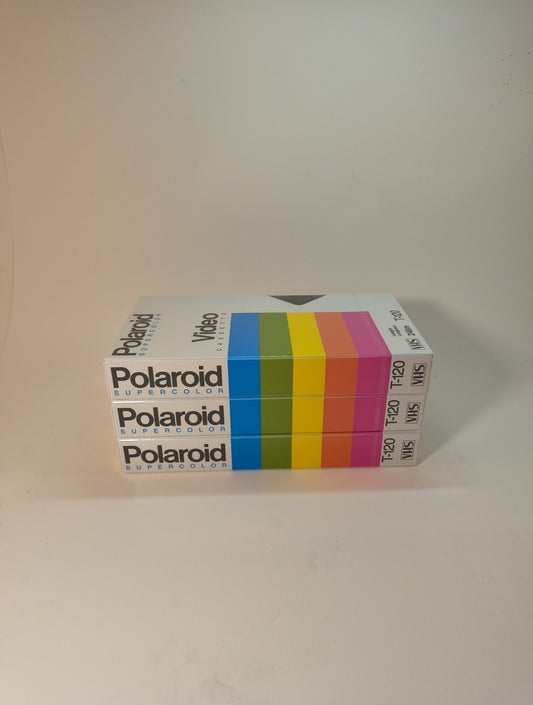 Polaroid
SUPERCOLOR
Video
CASSETTE
T-120
VHS
Polaroid
SUPERCOLOR
T-120
VHS
Polaroid
SUPERCOLOR
T-120
VHS
Polaroid
SUPERCOLOR
T-120
VHS